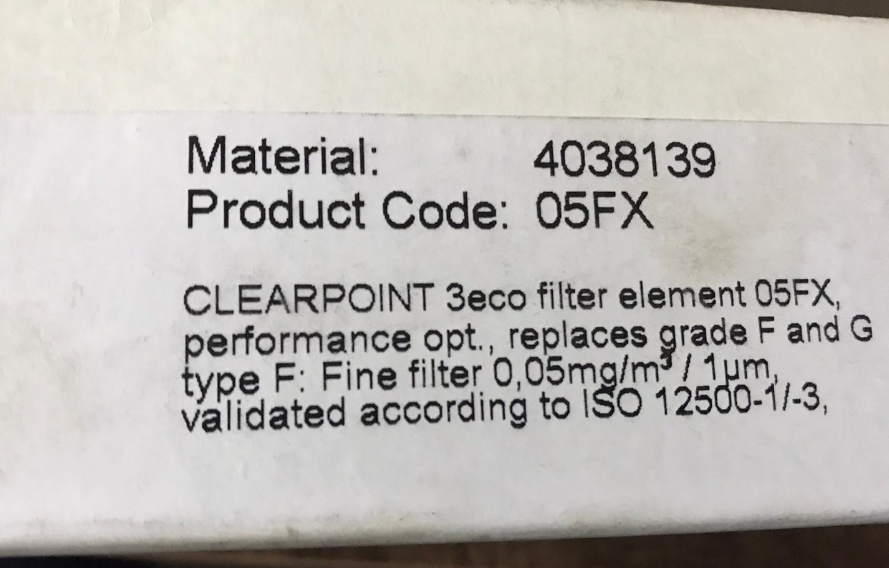 Material: 4038139
Product Code: 05FX
CLEARPOINT 3eco filter element 05FX,
performance opt., replaces grade F and G
type F: Fine filter 0,05mg/m³ / 1µm,
validated according to ISO 12500-1/-3,